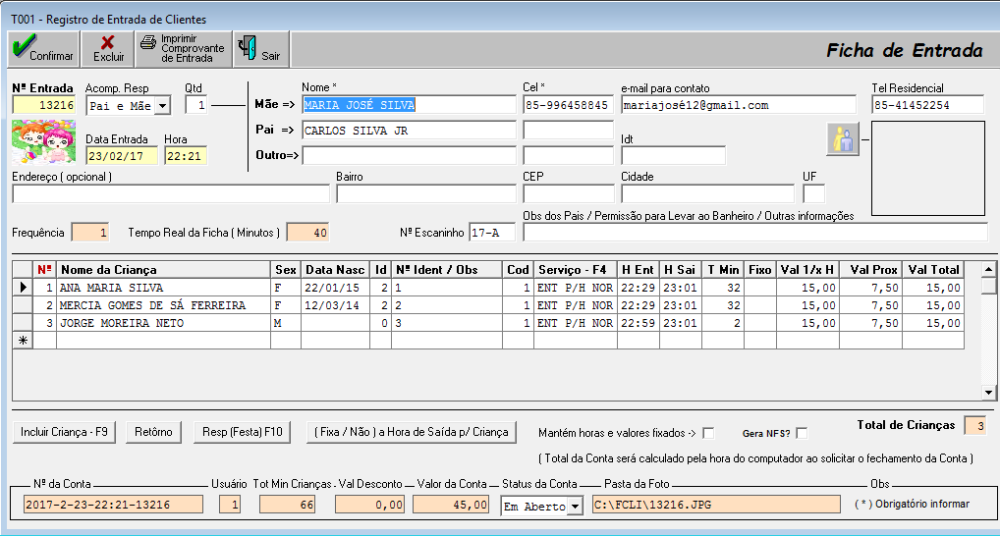 T001 - Registro de Entrada de Clientes
Confirmar
Excluir
Imprimir
Comprovante
de Entrada
Sair
Ficha de Entrada
Nº Entrada Acomp. Resp Qtd Nome * Cel * e-mail para contato Tel Residencial
13216 Pai e Mãe 1 Mãe => MARIA JOSÉ SILVA 85-996458845 mariajosé12@gmail.com 85-41452254
Pai => CARLOS SILVA JR
Data Entrada Hora Idt
23/02/17 22:21 Outro=>
Endereço ( opcional ) Bairro CEP Cidade UF
Obs dos Pais / Permissão para Levar ao Banheiro / Outras informações
Frequência 1 Tempo Real da Ficha ( Minutos ) 40 Nº Escaninho 17-A
Nº Nome da Criança Sex Data Nasc Id Nº Ident / Obs Cod Serviço - F4 H Ent H Sai T Min Fixo Val 1/x H Val Prox Val Total
1 ANA MARIA SILVA F 22/01/15 2 1 1 ENT P/H NOR 22:29 23:01 32 15,00 7,50 15,00
2 MERCIA GOMES DE SÁ FERREIRA F 12/03/14 2 2 1 ENT P/H NOR 22:29 23:01 32 15,00 7,50 15,00
3 JORGE MOREIRA NETO M 0 3 1 ENT P/H NOR 22:59 23:01 2 15,00 7,50 15,00
Incluir Criança - F9 Retôrno Resp (Festa) F10 ( Fixa / Não ) a Hora de Saída p/ Criança Mantém horas e valores fixados -> Gera NFS? Total de Crianças 3
( Total da Conta será calculado pela hora do computador ao solicitar o fechamento da Conta )
Nº da Conta Usuário Tot Min Crianças Val Desconto Valor da Conta Status da Conta Pasta da Foto Obs
2017-2-23-22:21-13216 1 66 0,00 45,00 Em Aberto C:\FCLI\13216.JPG ( * ) Obrigatório informar